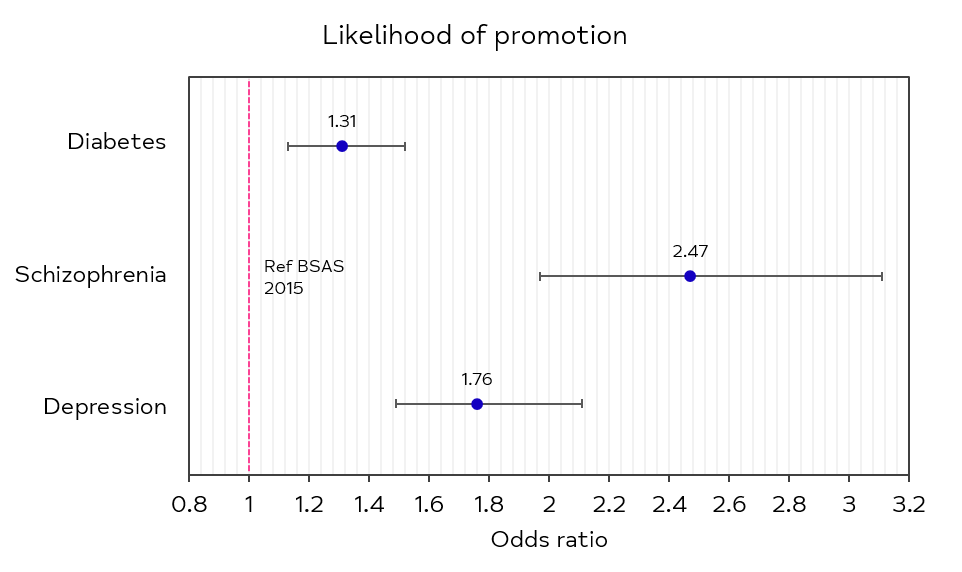 Likelihood of promotion
Diabetes
1.31
Schizophrenia
Ref BSAS
2015
2.47
Depression
1.76
0.8 1 1.2 1.4 1.6 1.8 2 2.2 2.4 2.6 2.8 3 3.2
Odds ratio